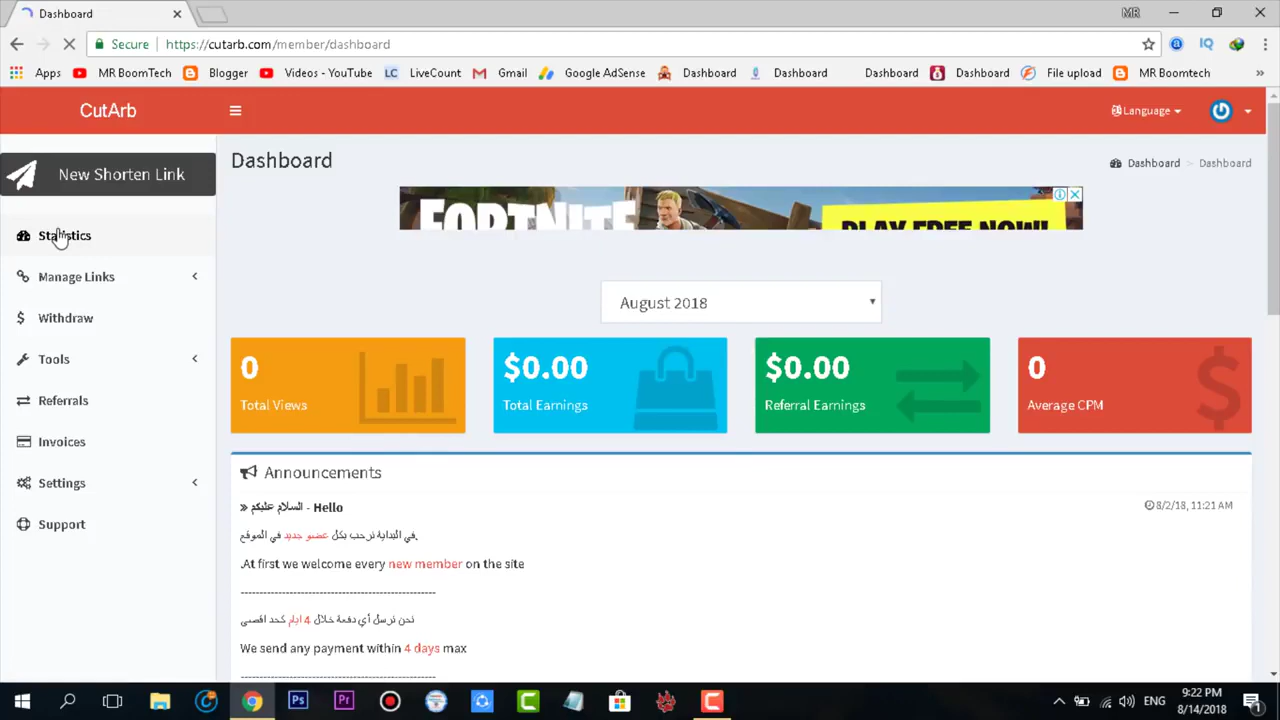 Dashboard
MR
Secure
https://cutarb.com/member/dashboard
Apps
MR BoomTech
Blogger
Videos - YouTube
LC LiveCount
Gmail
Google AdSense
Dashboard
Dashboard
Dashboard
Dashboard
File upload
MR Boomtech
»
CutArb
Language
New Shorten Link
Dashboard
Dashboard > Dashboard
FORTNITE
PLAY FREE NOW!
Statistics
Manage Links
Withdraw
Tools
Referrals
Invoices
Settings
Support
August 2018
0
Total Views
$0.00
Total Earnings
$0.00
Referral Earnings
0
Average CPM
Announcements
» السلام عليكم - Hello
8/2/18, 11:21 AM
في البداية نرحب بكل عضو جديد في الموقع.
.At first we welcome every new member on the site
---------------------------------------------------
نحن نرسل أي دفعة خلال 4 ايام كحد اقصى
We send any payment within 4 days max
---------------------------------------------------
Ps
Pr
ENG
9:22 PM
8/14/2018
1